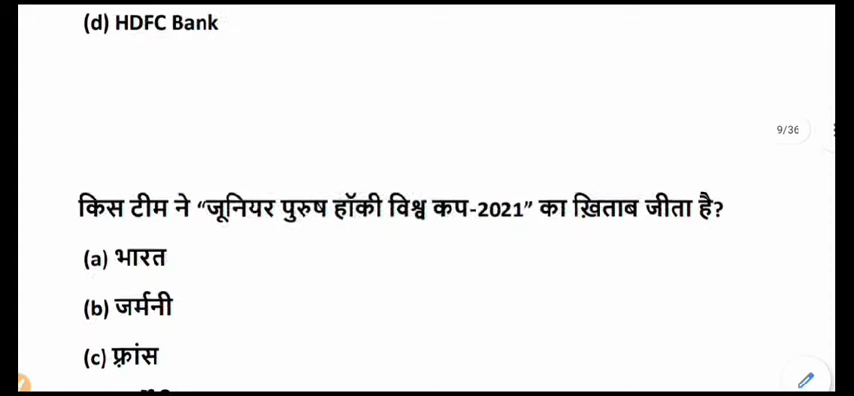 (d) HDFC Bank
9/36
किस टीम ने “जूनियर पुरुष हॉकी विश्व कप-2021” का ख़िताब जीता है?
(a) भारत
(b) जर्मनी
(c) फ़्रांस